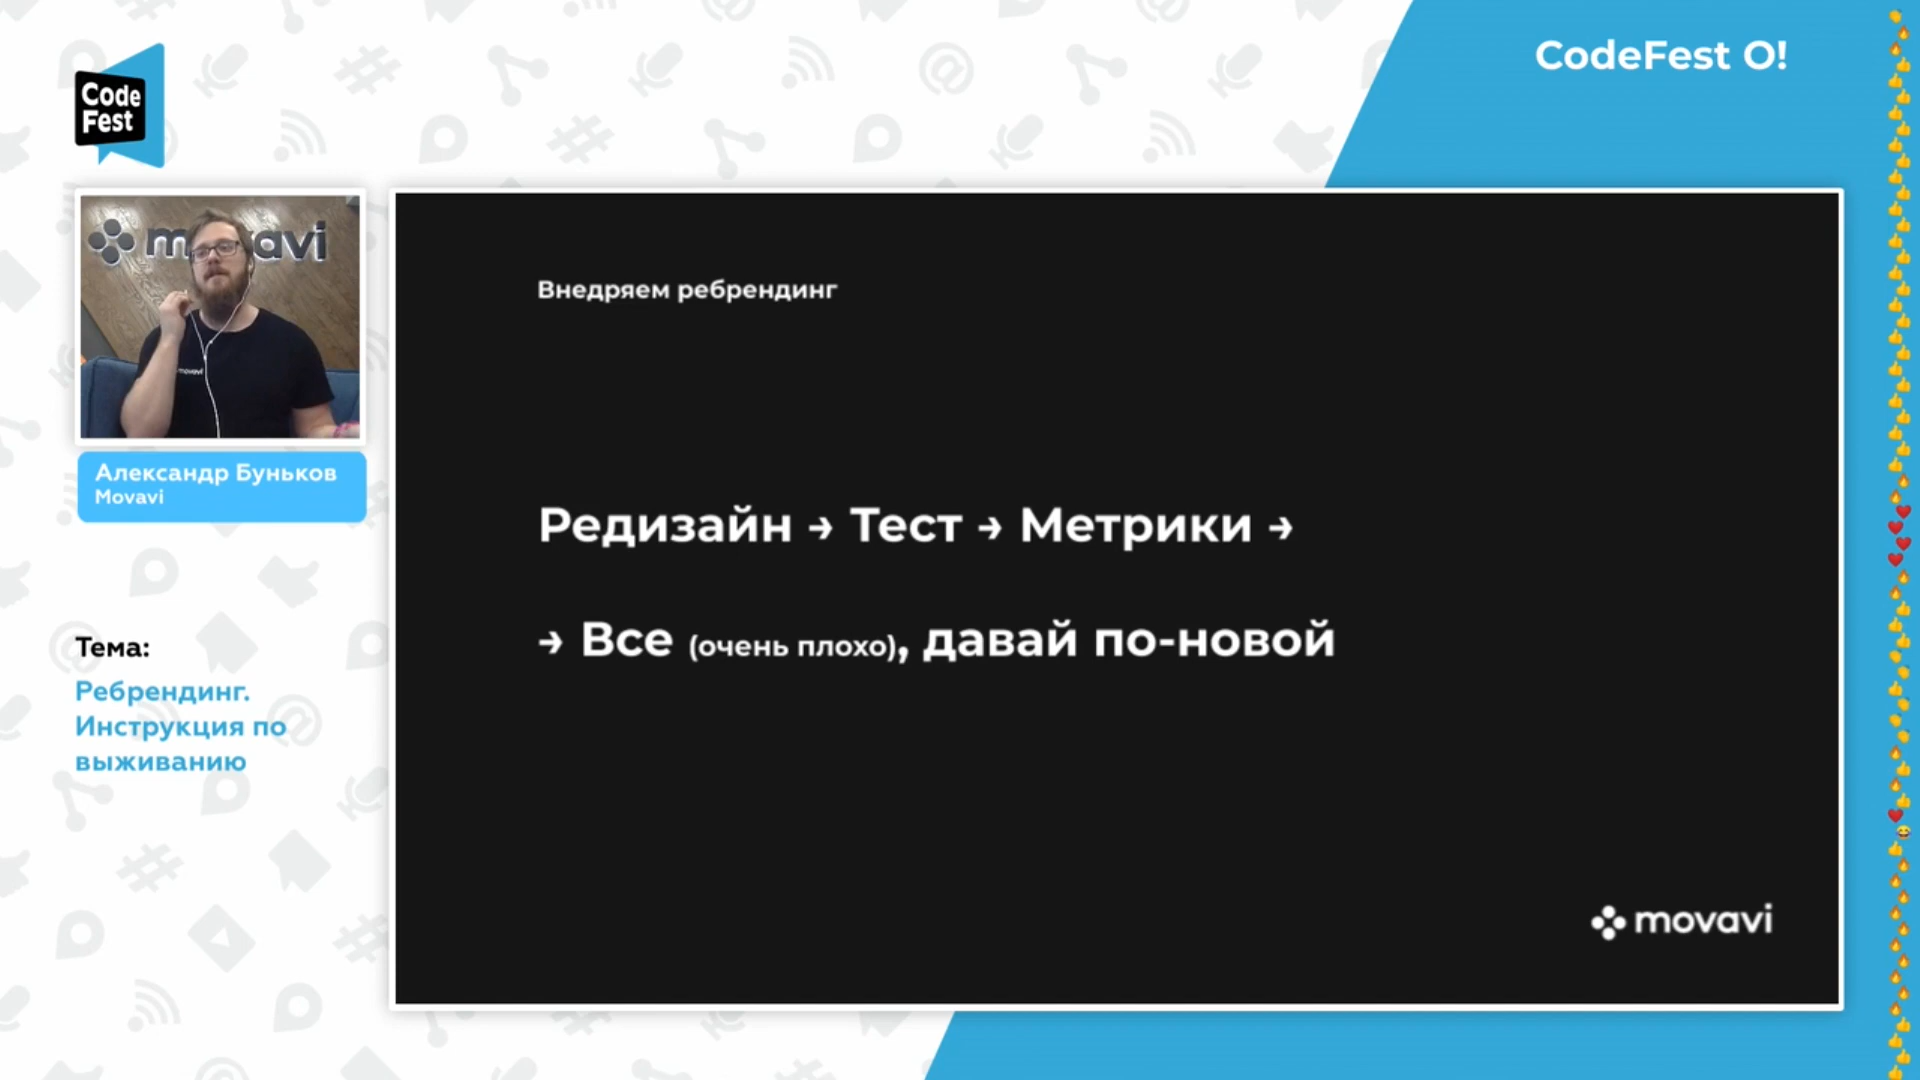 Code
Fest
CodeFest O!
movavi
Александр Буньков
Movavi
Тема:
Ребрендинг.
Инструкция по
выживанию
Внедряем ребрендинг
Редизайн → Тест → Метрики →
→ Все (очень плохо), давай по-новой
movavi